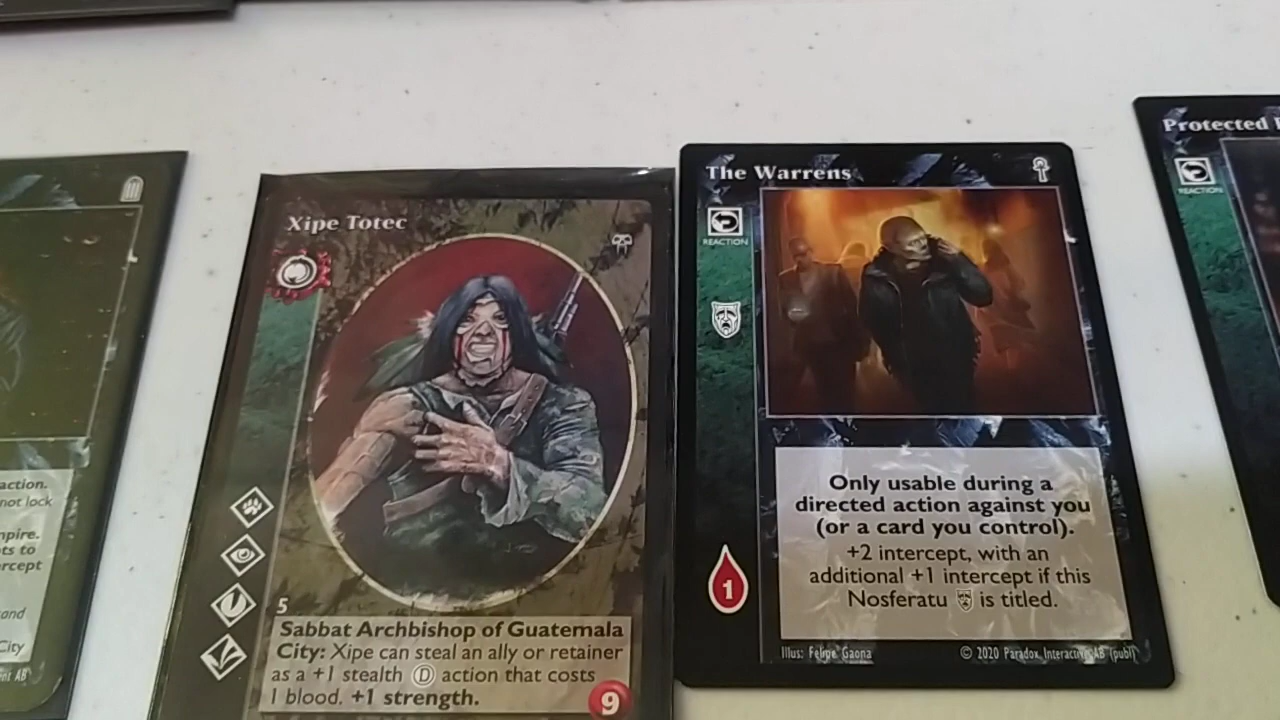 action.
not lock
mpire.
ts to
rcept
and
City
nt AB
Xipe Totec
5
Sabbat Archbishop of Guatemala
City: Xipe can steal an ally or retainer
as a +1 stealth D action that costs
1 blood. +1 strength.
9
The Warrens
REACTION
Only usable during a
directed action against you
(or a card you control).
+2 intercept, with an
additional +1 intercept if this
Nosferatu is titled.
1
Illus: Felipe Gaona
© 2020 Paradox Interactive AB (publ)
Protected
REACTION